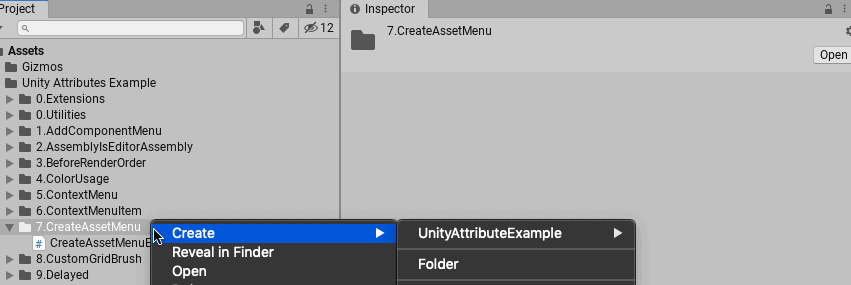 Project
12
Assets
Gizmos
Unity Attributes Example
0.Extensions
0.Utilities
1.AddComponentMenu
2.AssemblyIsEditorAssembly
3.BeforeRenderOrder
4.ColorUsage
5.ContextMenu
6.ContextMenuItem
7.CreateAssetMenu
# CreateAssetMenuE
8.CustomGridBrush
9.Delayed
Inspector
7.CreateAssetMenu
Open
Create
Reveal in Finder
Open
UnityAttributeExample
Folder